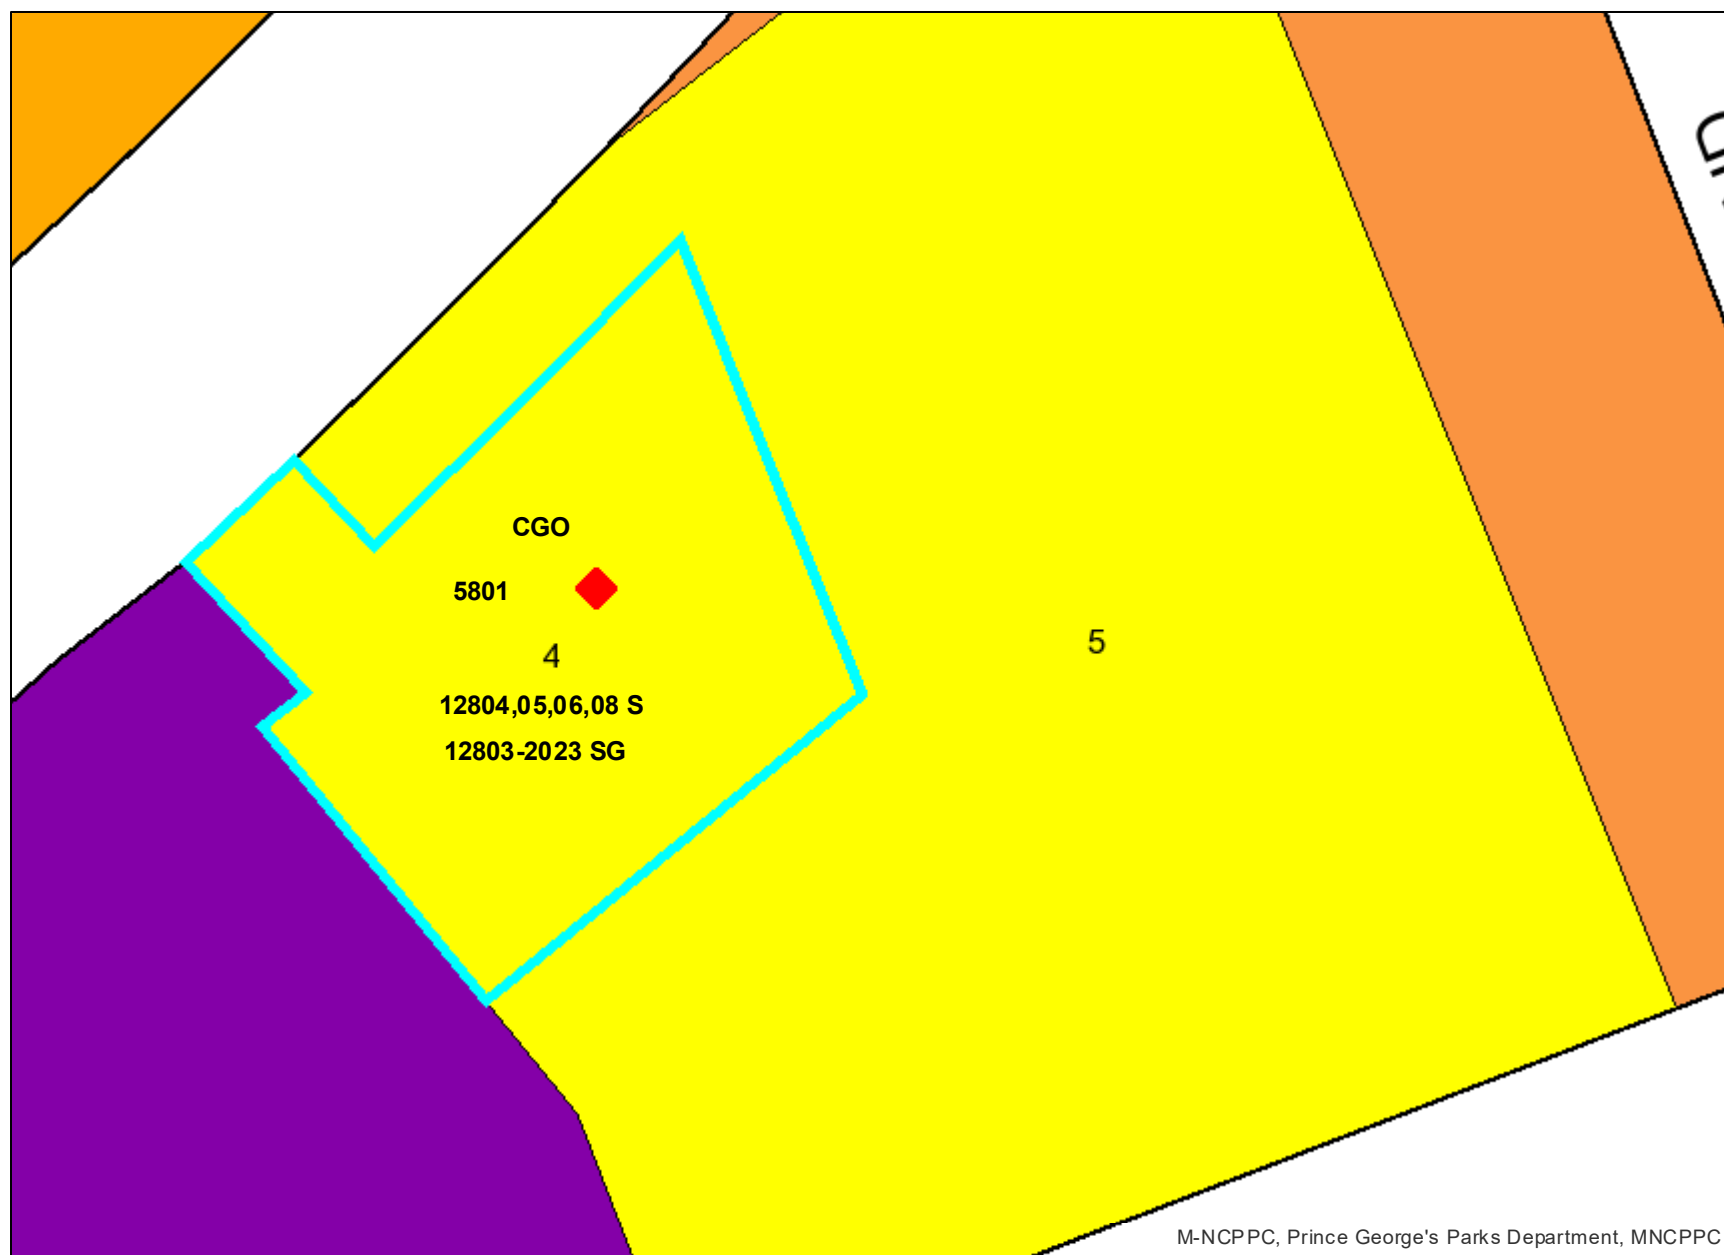 CGO
5801
4
5
12804,05,06,08 S
12803-2023 SG
M-NCPPC, Prince George's Parks Department, MNCPPC